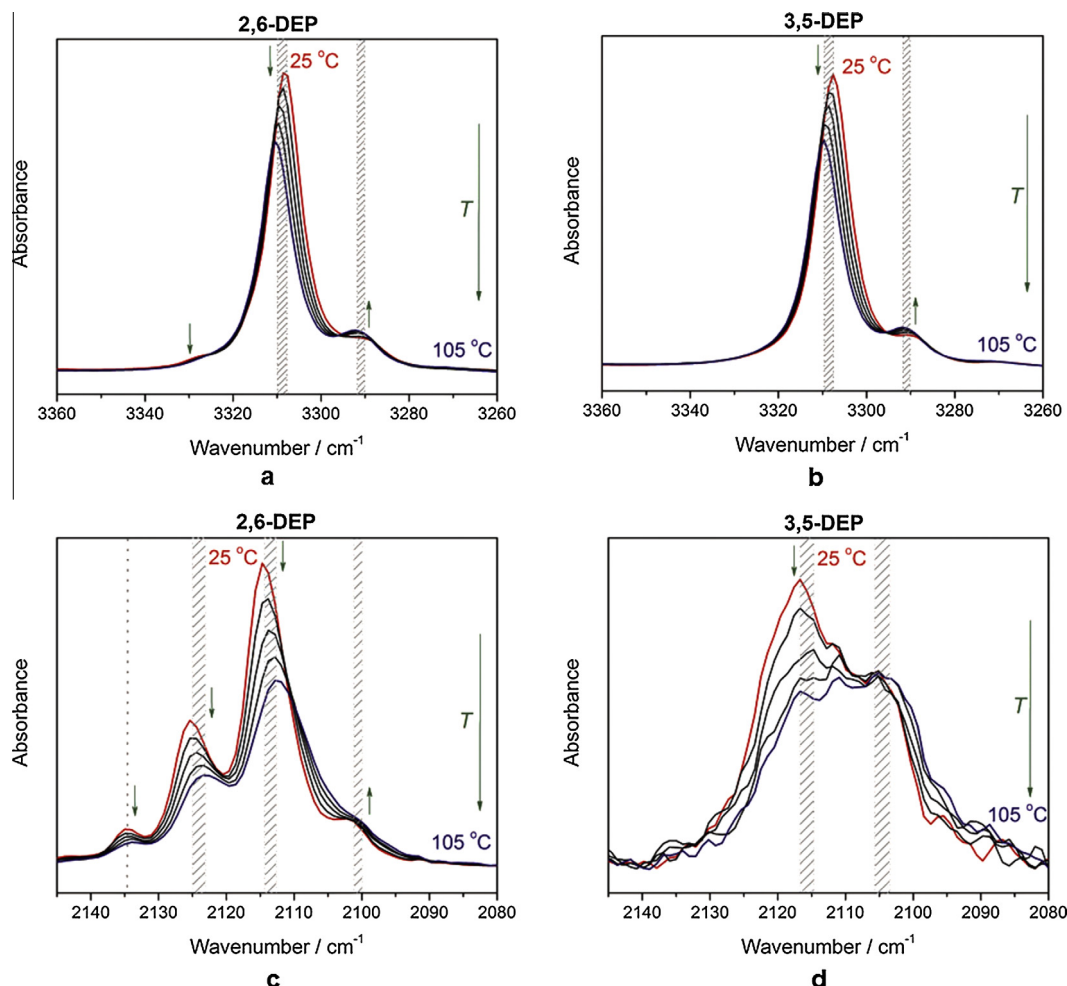 2,6-DEP
25 °C
T
105 °C
Absorbance
3360 3340 3320 3300 3280 3260
Wavenumber / cm-1
a
3,5-DEP
25 °C
T
105 °C
Absorbance
3360 3340 3320 3300 3280 3260
Wavenumber / cm-1
b
2,6-DEP
25 °C
T
105 °C
Absorbance
2140 2130 2120 2110 2100 2090 2080
Wavenumber / cm-1
c
3,5-DEP
25 °C
T
105 °C
Absorbance
2140 2130 2120 2110 2100 2090 2080
Wavenumber / cm-1
d